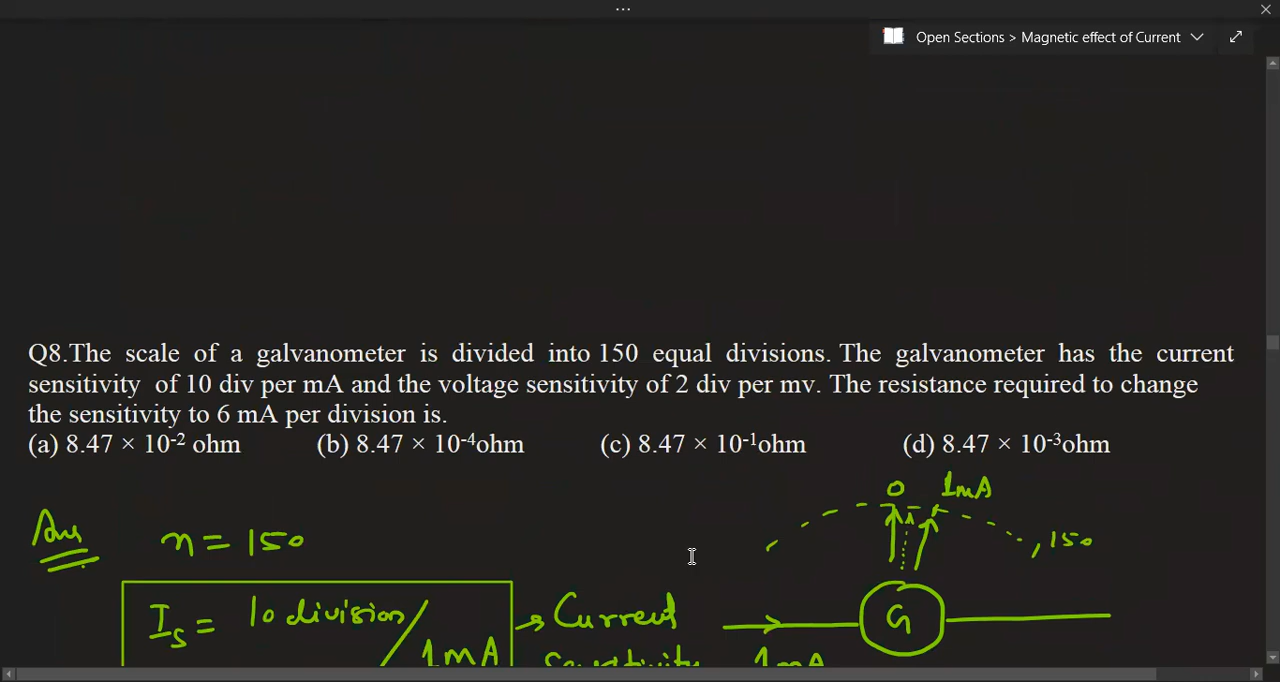 Open Sections > Magnetic effect of Current
Q8.The scale of a galvanometer is divided into 150 equal divisions. The galvanometer has the current
sensitivity of 10 div per mA and the voltage sensitivity of 2 div per mv. The resistance required to change
the sensitivity to 6 mA per division is.
(a) 8.47 × 10⁻² ohm (b) 8.47 × 10⁻⁴ohm (c) 8.47 × 10⁻¹ohm (d) 8.47 × 10⁻³ohm
0 1mA
Ans n = 150 , 150
Is = 10 division/1mA → Current G
Sensitivity 1mA